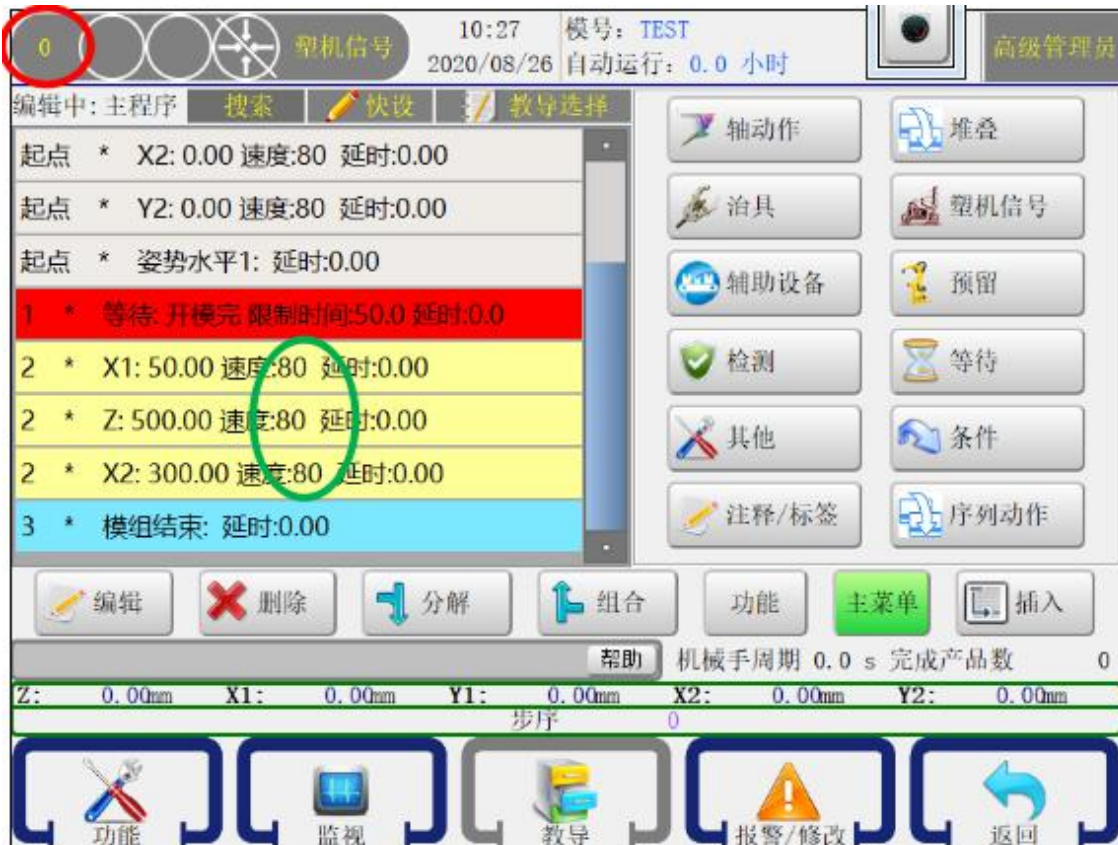 0 塑机信号 10:27 模号: TEST 高级管理员
2020/08/26 自动运行: 0.0 小时
编辑中:主程序 搜索 快设 教导选择
起点 * X2: 0.00 速度:80 延时:0.00
起点 * Y2: 0.00 速度:80 延时:0.00
起点 * 姿势水平1: 延时:0.00
1 * 等待: 开模完 限制时间:50.0 延时:0.0
2 * X1: 50.00 速度:80 延时:0.00
2 * Z: 500.00 速度:80 延时:0.00
2 * X2: 300.00 速度:80 延时:0.00
3 * 模组结束: 延时:0.00
轴动作 堆叠
治具 塑机信号
辅助设备 预留
检测 等待
其他 条件
注释/标签 序列动作
编辑 删除 分解 组合 功能 主菜单 插入
帮助 机械手周期 0.0 s 完成产品数 0
Z: 0.00mm X1: 0.00mm Y1: 0.00mm X2: 0.00mm Y2: 0.00mm
步序 0
功能 监视 教导 报警/修改 返回